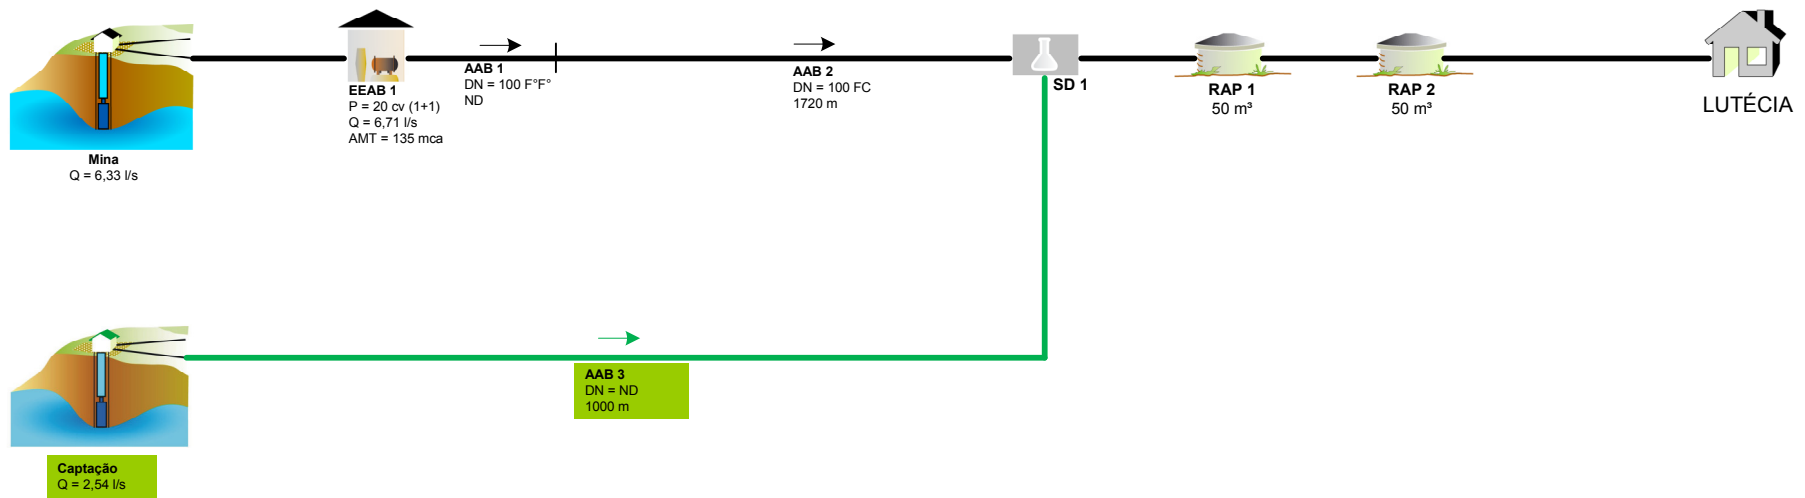 Mina
Q = 6,33 l/s
EEAB 1
P = 20 cv (1+1)
Q = 6,71 l/s
AMT = 135 mca
AAB 1
DN = 100 F°F°
ND
AAB 2
DN = 100 FC
1720 m
SD 1
RAP 1
50 m³
RAP 2
50 m³
LUTÉCIA
AAB 3
DN = ND
1000 m
Captação
Q = 2,54 l/s